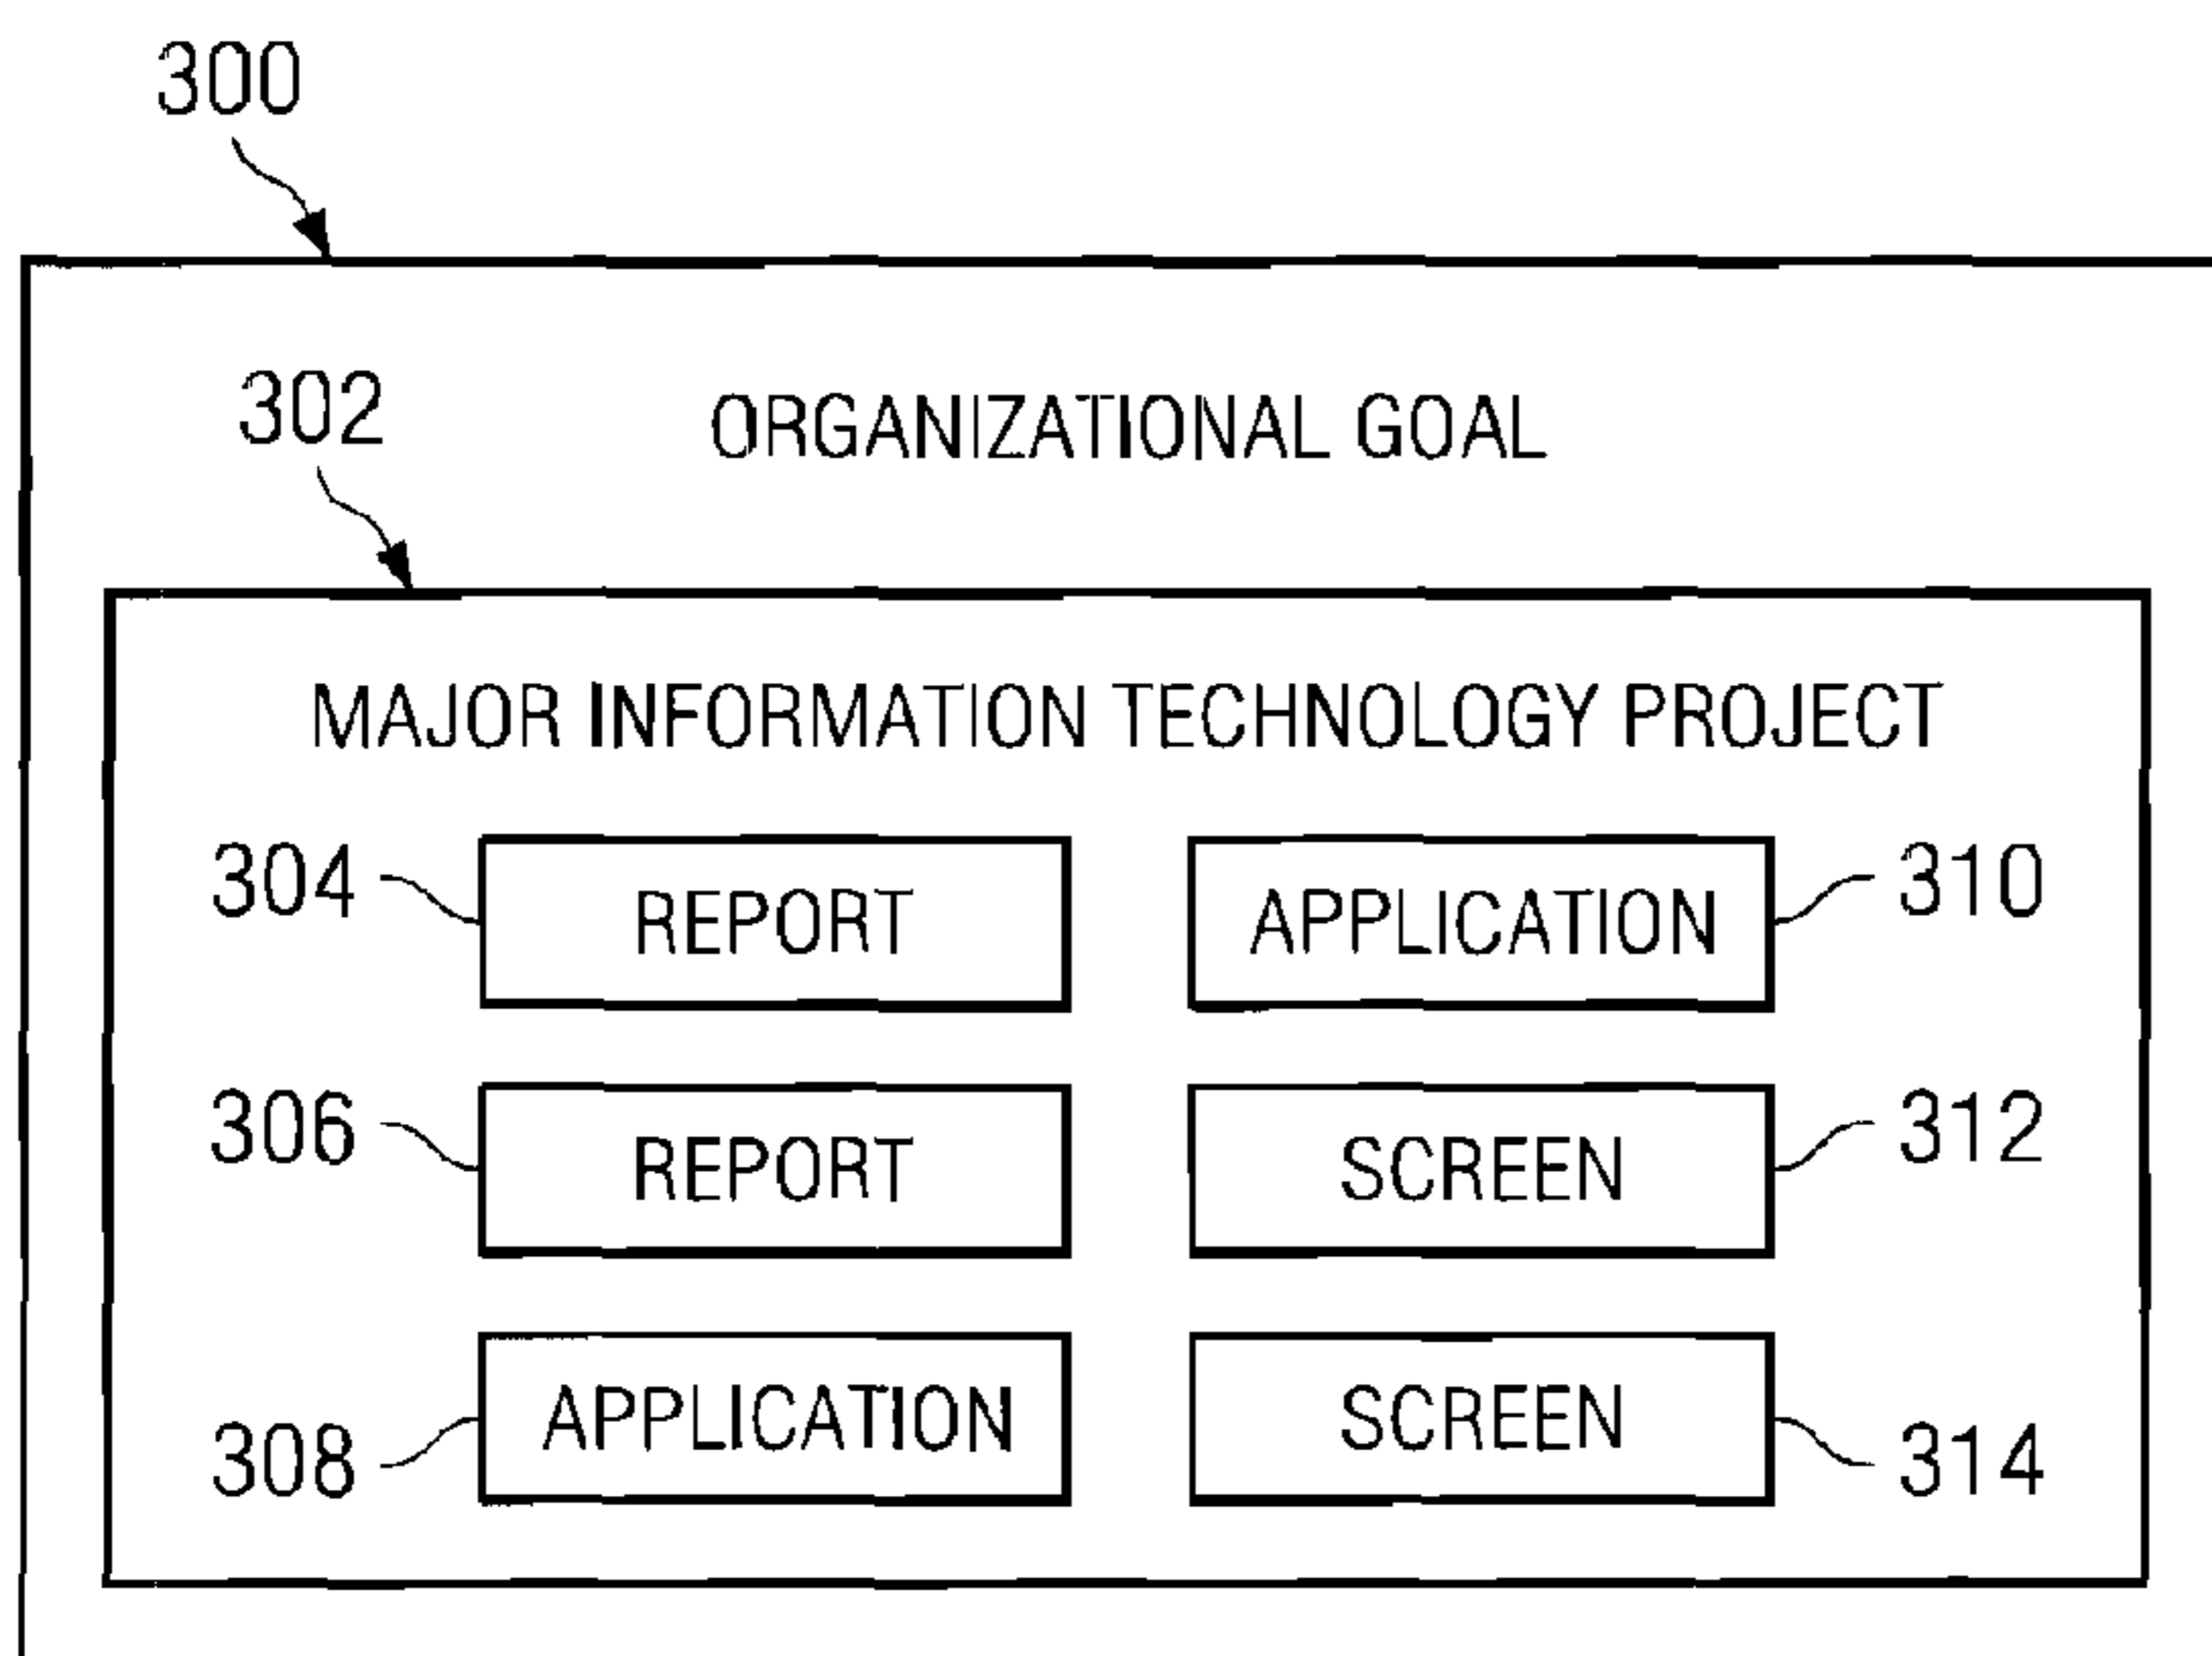 300
302
ORGANIZATIONAL GOAL
MAJOR INFORMATION TECHNOLOGY PROJECT
304 REPORT APPLICATION 310
306 REPORT SCREEN 312
308 APPLICATION SCREEN 314